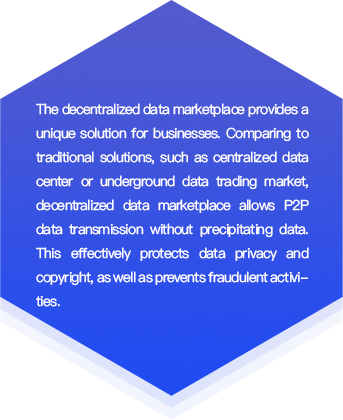 The decentralized data marketplace provides a
unique solution for businesses. Comparing to
traditional solutions, such as centralized data
center or underground data trading market,
decentralized data marketplace allows P2P
data transmission without precipitating data.
This effectively protects data privacy and
copyright, as well as prevents fraudulent activi–
ties.